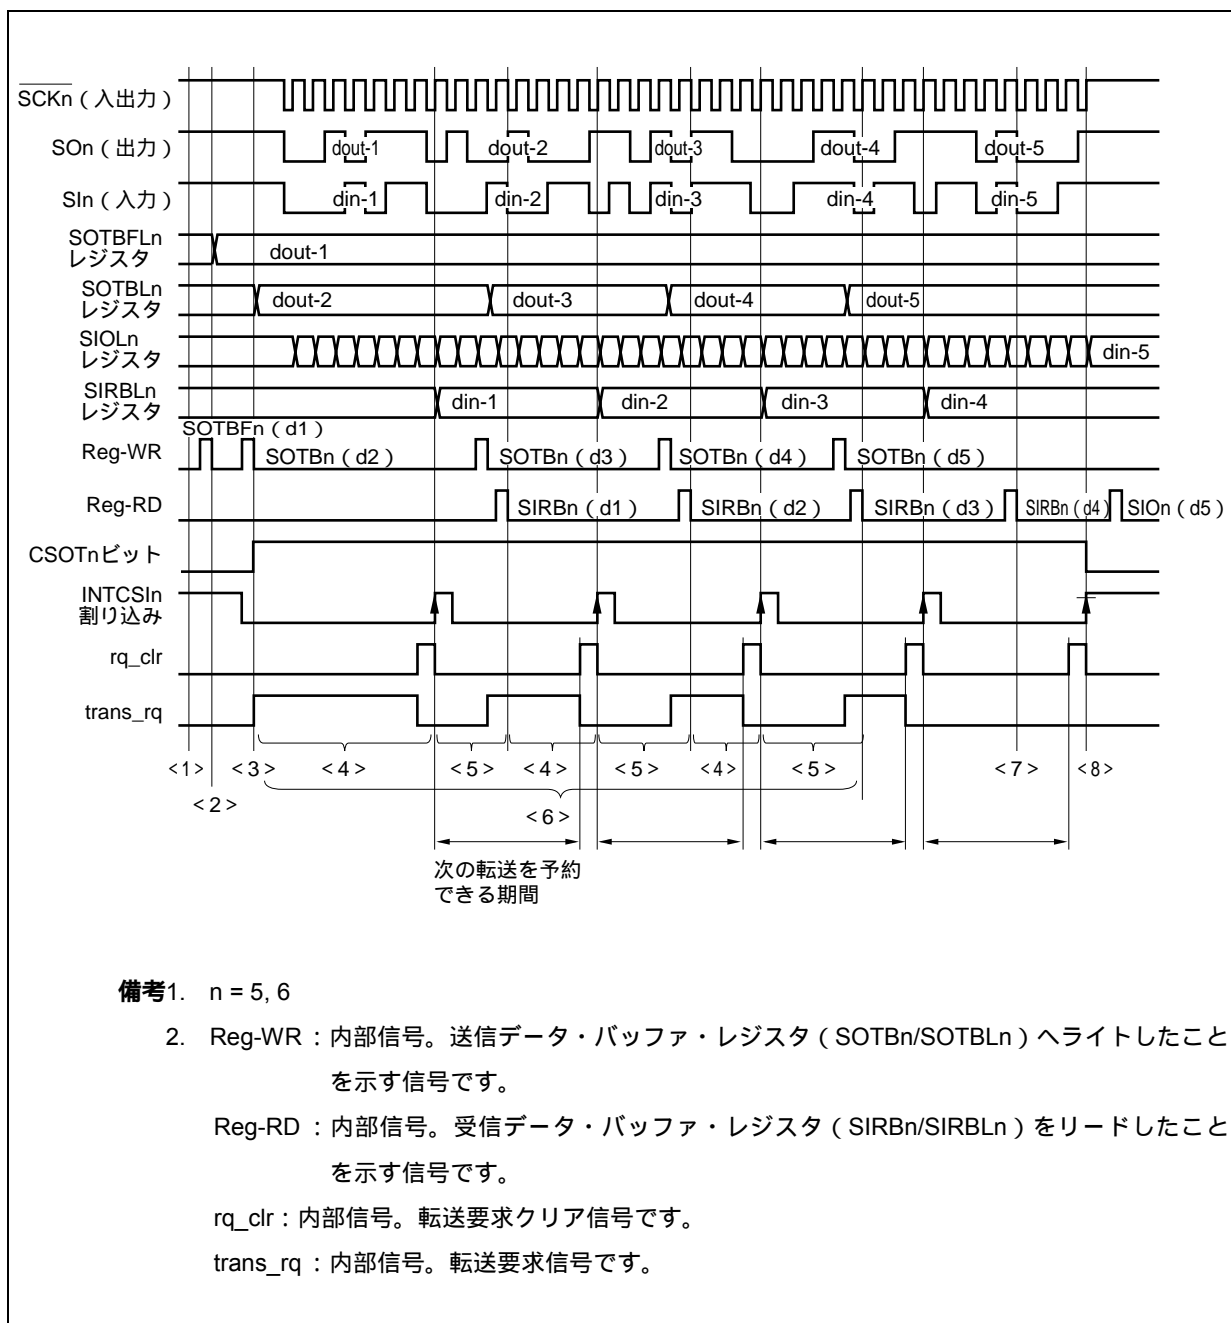 SCKn（入出力）
SOn（出力）
dout-1 dout-2 dout-3 dout-4 dout-5
SIn（入力）
din-1 din-2 din-3 din-4 din-5
SOTBFLn
レジスタ
dout-1
SOTBLn
レジスタ
dout-2 dout-3 dout-4 dout-5
SIOLn
レジスタ
din-5
SIRBLn
レジスタ
din-1 din-2 din-3 din-4
SOTBFn（d1）
Reg-WR
SOTBn（d2） SOTBn（d3） SOTBn（d4） SOTBn（d5）
Reg-RD
SIRBn（d1） SIRBn（d2） SIRBn（d3） SIRBn（d4） SIOn（d5）
CSOTnビット
INTCSIn
割り込み
rq_clr
trans_rq
<1> <3> <4> <5> <4> <5> <4> <5> <7> <8>
<2>
<6>
次の転送を予約
できる期間
備考1. n = 5, 6
2. Reg-WR：内部信号。送信データ・バッファ・レジスタ（SOTBn/SOTBLn）へライトしたこと
を示す信号です。
Reg-RD：内部信号。受信データ・バッファ・レジスタ（SIRBn/SIRBLn）をリードしたこと
を示す信号です。
rq_clr：内部信号。転送要求クリア信号です。
trans_rq：内部信号。転送要求信号です。